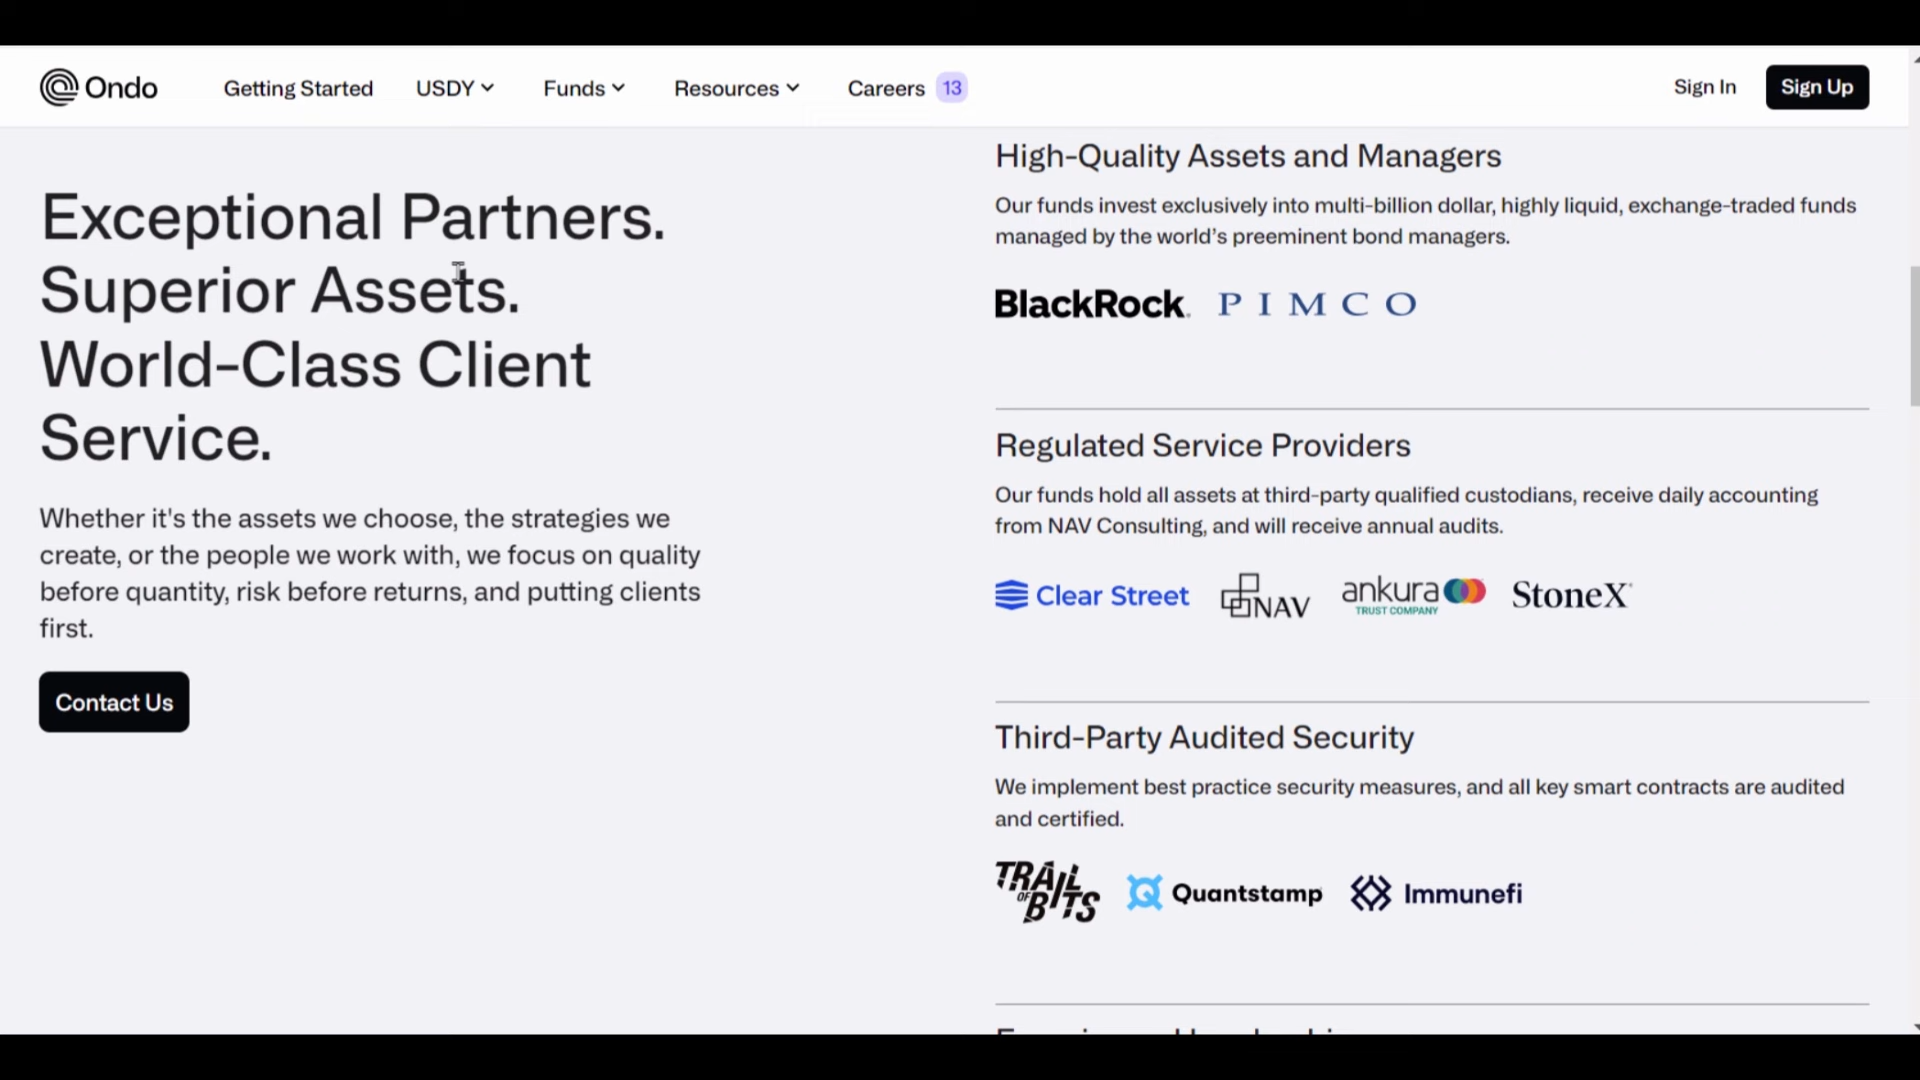 Ondo
Getting Started
USDY
Funds
Resources
Careers 13
Sign In
Sign Up
Exceptional Partners.
Superior Assets.
World-Class Client
Service.
Whether it's the assets we choose, the strategies we
create, or the people we work with, we focus on quality
before quantity, risk before returns, and putting clients
first.
Contact Us
High-Quality Assets and Managers
Our funds invest exclusively into multi-billion dollar, highly liquid, exchange-traded funds
managed by the world’s preeminent bond managers.
BlackRock.
PIMCO
Regulated Service Providers
Our funds hold all assets at third-party qualified custodians, receive daily accounting
from NAV Consulting, and will receive annual audits.
Clear Street
NAV
ankura
TRUST COMPANY
StoneX
Third-Party Audited Security
We implement best practice security measures, and all key smart contracts are audited
and certified.
TRAIL
OF
BITS
Quantstamp
Immunefi